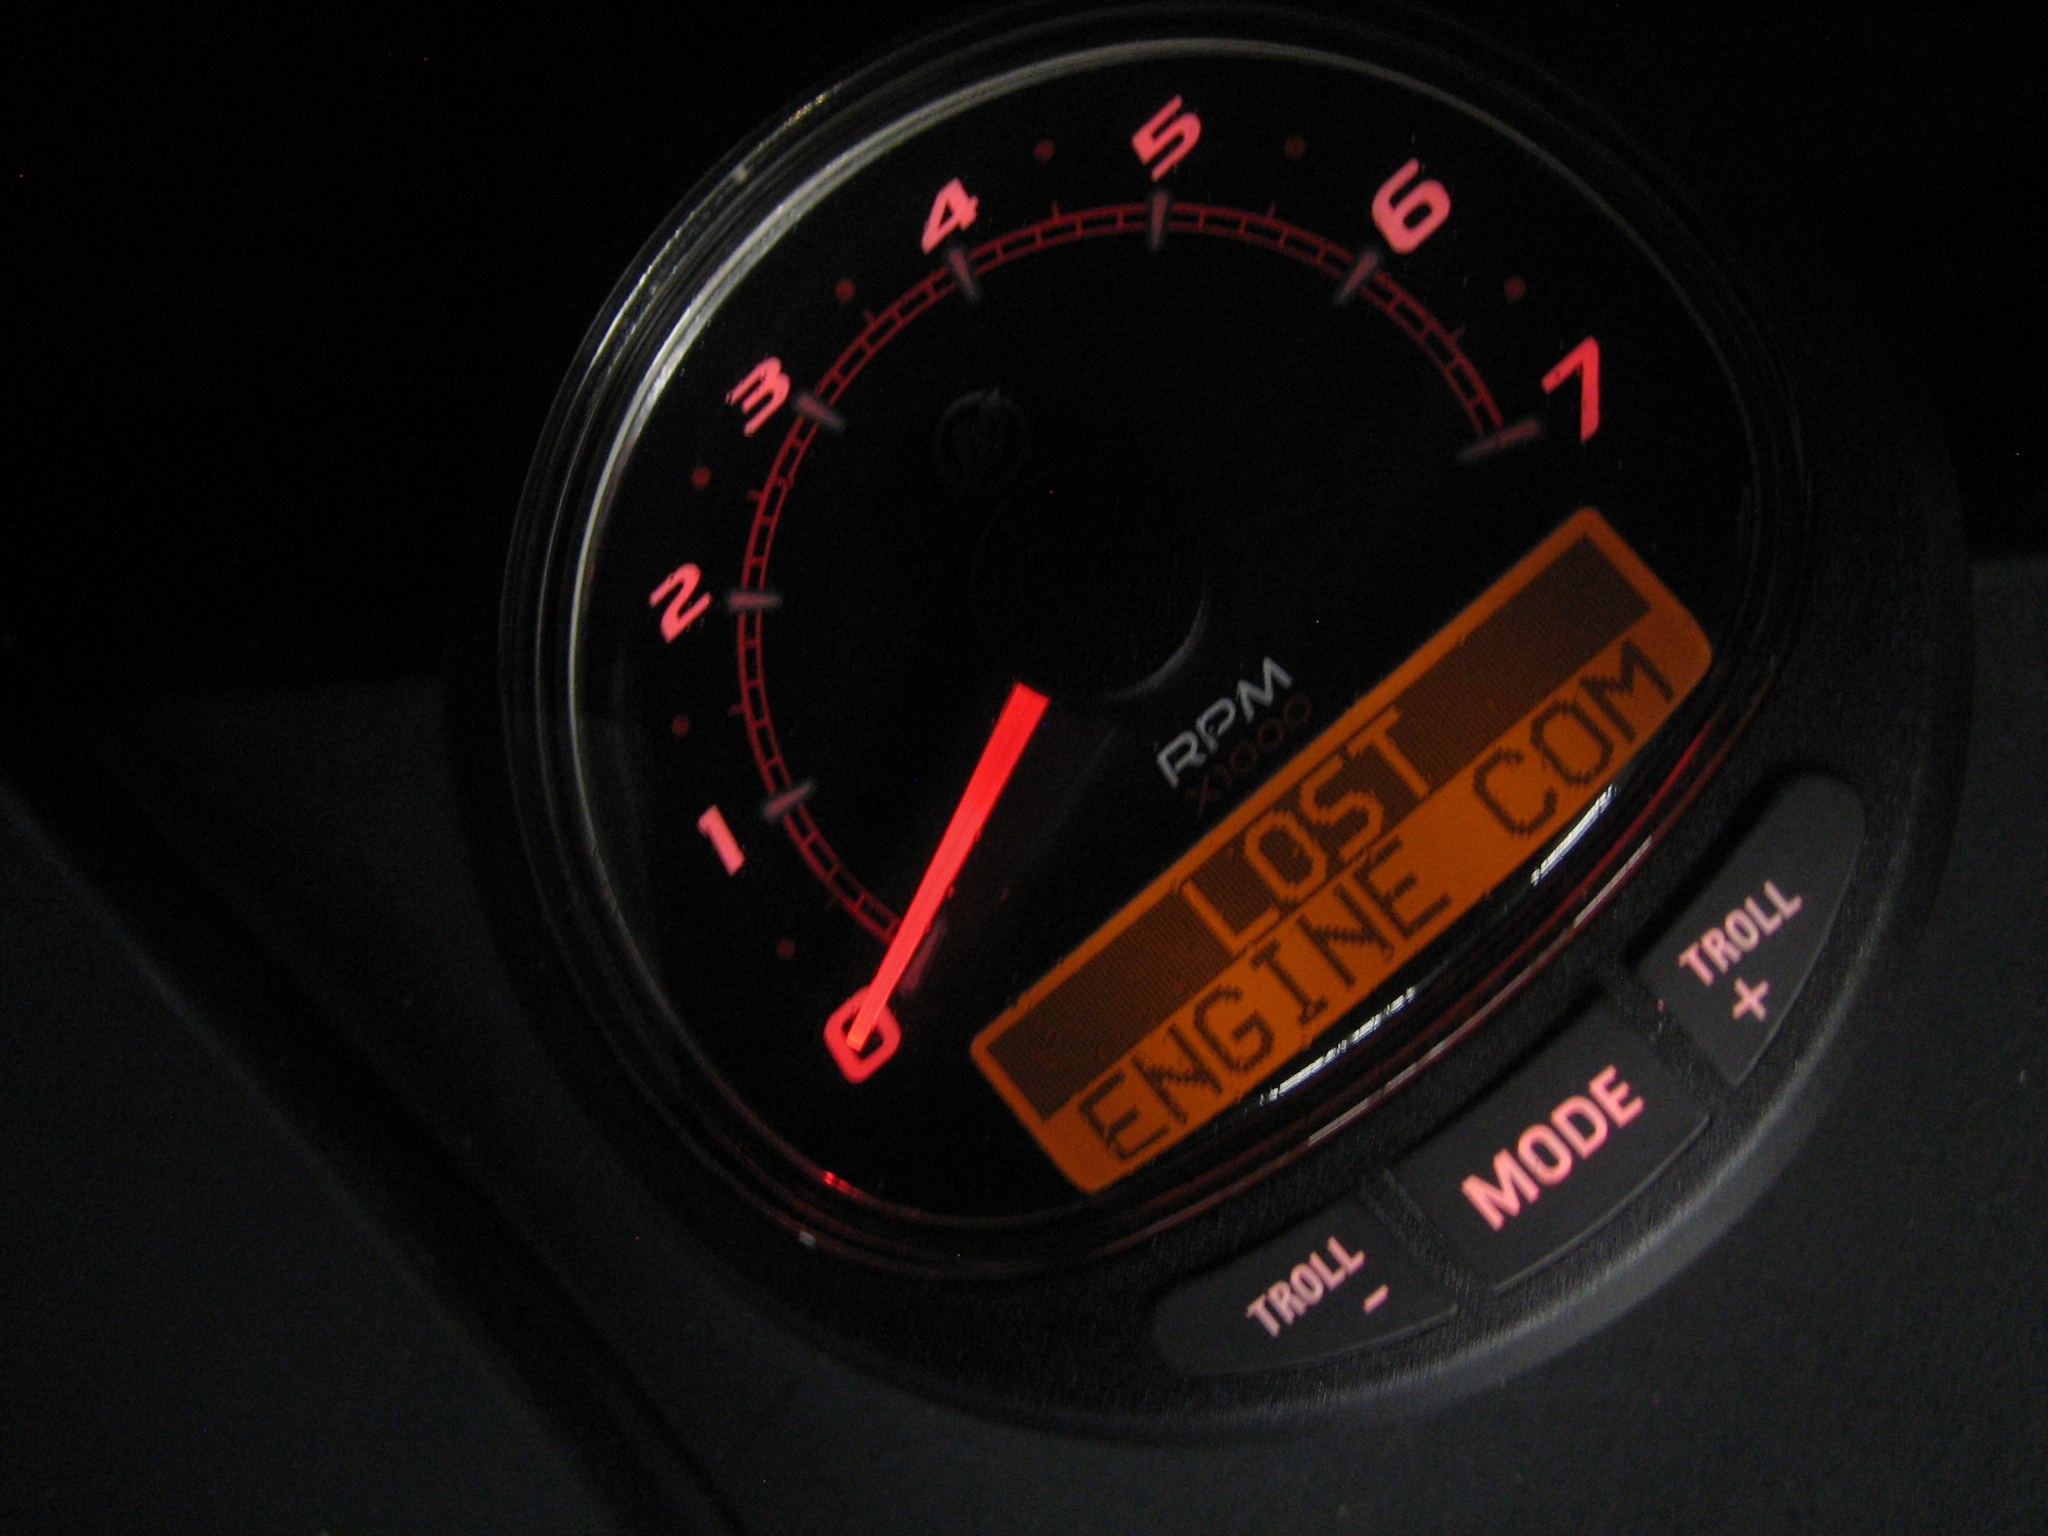 0
1
2
3
4
5
6
7
RPM
X1000
LOST
ENGINE COM
TROLL
-
MODE
TROLL
+